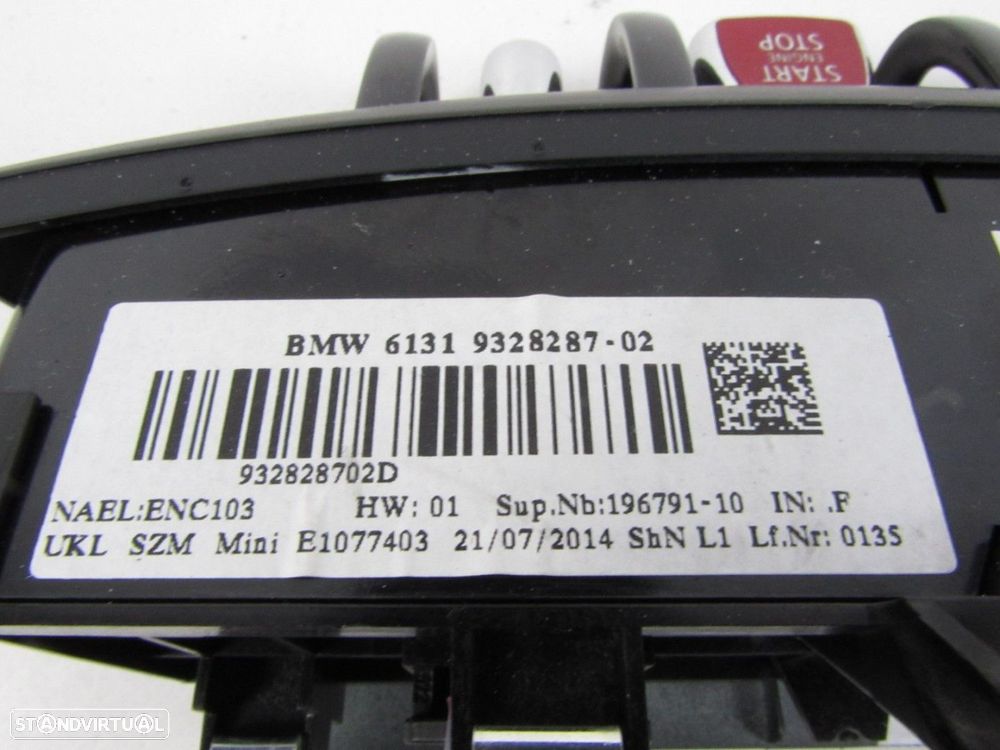 START
ENGINE
STOP
BMW 6131 9328287-02
932828702D
NAEL:ENC103 HW: 01 Sup.Nb:196791-10 IN: .F
UKL SZM Mini E1077403 21/07/2014 ShN L1 Lf.Nr: 0135
STANDVIRTUAL